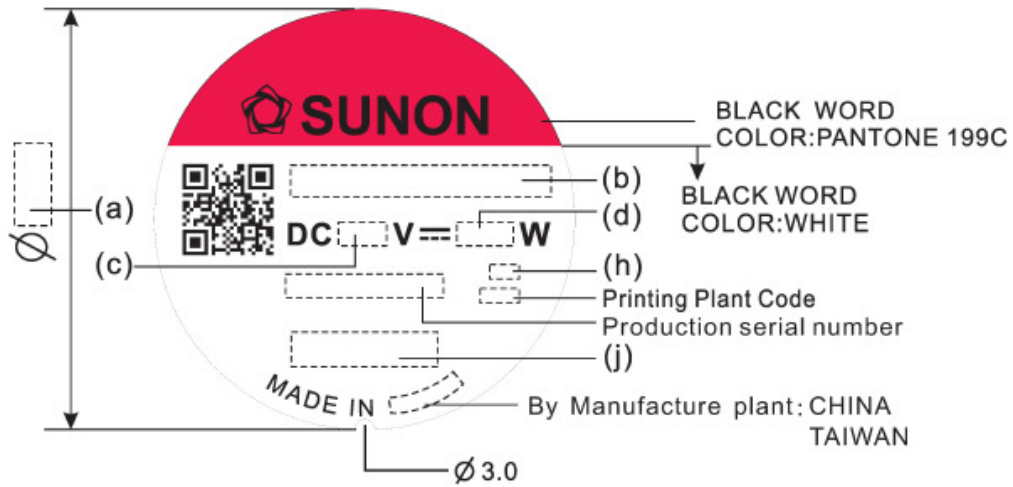 SUNON
BLACK WORD
COLOR:PANTONE 199C
BLACK WORD
COLOR:WHITE
(a)
Ø
(b)
(c)
DC V W
(d)
(h)
Printing Plant Code
Production serial number
(j)
MADE IN
By Manufacture plant: CHINA
TAIWAN
Ø 3.0